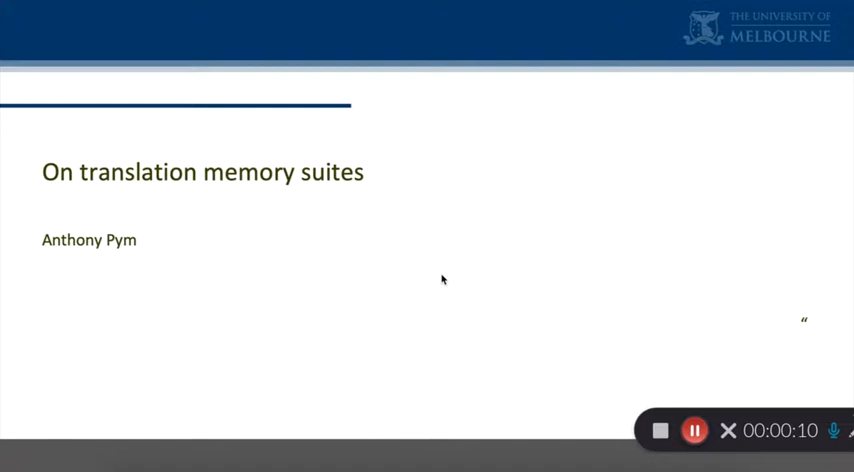 THE UNIVERSITY OF
MELBOURNE
On translation memory suites
Anthony Pym
“
00:00:10